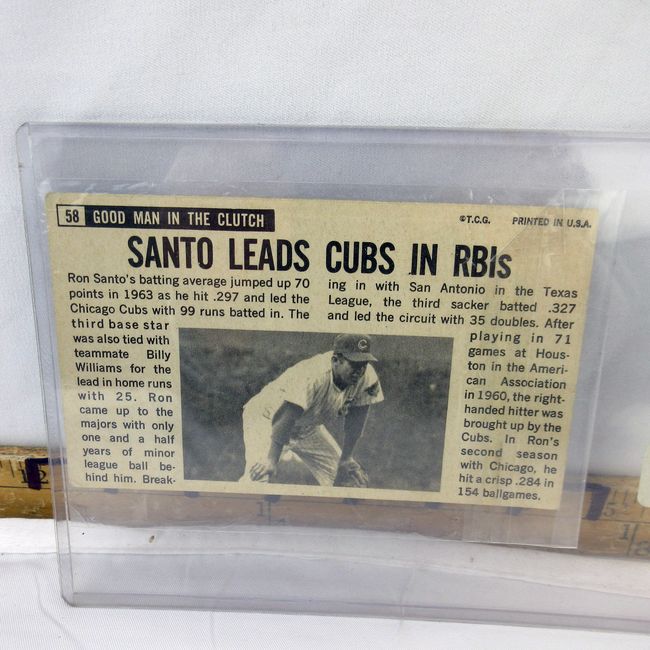 58 GOOD MAN IN THE CLUTCH
©T.C.G. PRINTED IN U.S.A.
SANTO LEADS CUBS IN RBIs
Ron Santo's batting average jumped up 70
points in 1963 as he hit .297 and led the
Chicago Cubs with 99 runs batted in. The
third base star
was also tied with
teammate Billy
Williams for the
lead in home runs
with 25. Ron
came up to the
majors with only
one and a half
years of minor
league ball be-
hind him. Break-
ing in with San Antonio in the Texas
League, the third sacker batted .327
and led the circuit with 35 doubles. After
playing in 71
games at Hous-
ton in the Ameri-
can Association
in 1960, the right-
handed hitter was
brought up by the
Cubs. In Ron's
second season
with Chicago, he
hit a crisp .284 in
154 ballgames.